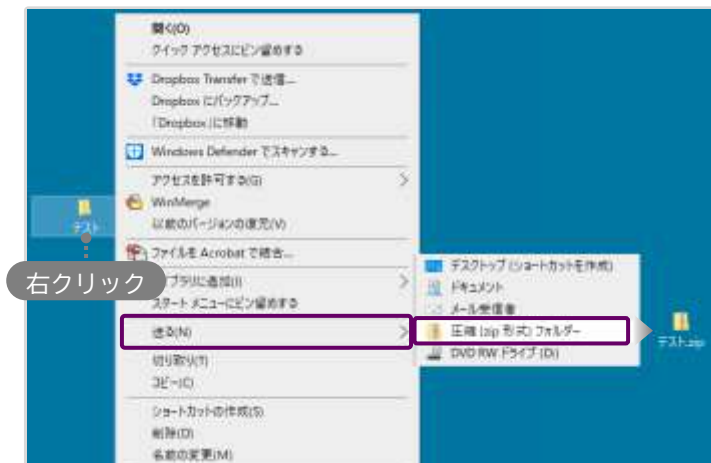 開く(O)
クイック アクセスにピン留めする
Dropbox Transfer で送信...
Dropbox にバックアップ...
「Dropbox」に移動
Windows Defender でスキャンする...
アクセスを許可する(G)
WinMerge
以前のバージョンの復元(V)
ファイルを Acrobat で結合...
ブラリに追加(I)
スタート メニューにピン留めする
送る(N)
切り取り(T)
コピー(C)
ショートカットの作成(S)
削除(D)
名前の変更(M)
テスト
右クリック
デスクトップ (ショートカットを作成)
ドキュメント
メール受信者
圧縮 (zip 形式) フォルダー
DVD RW ドライブ (D:)
テスト.zip